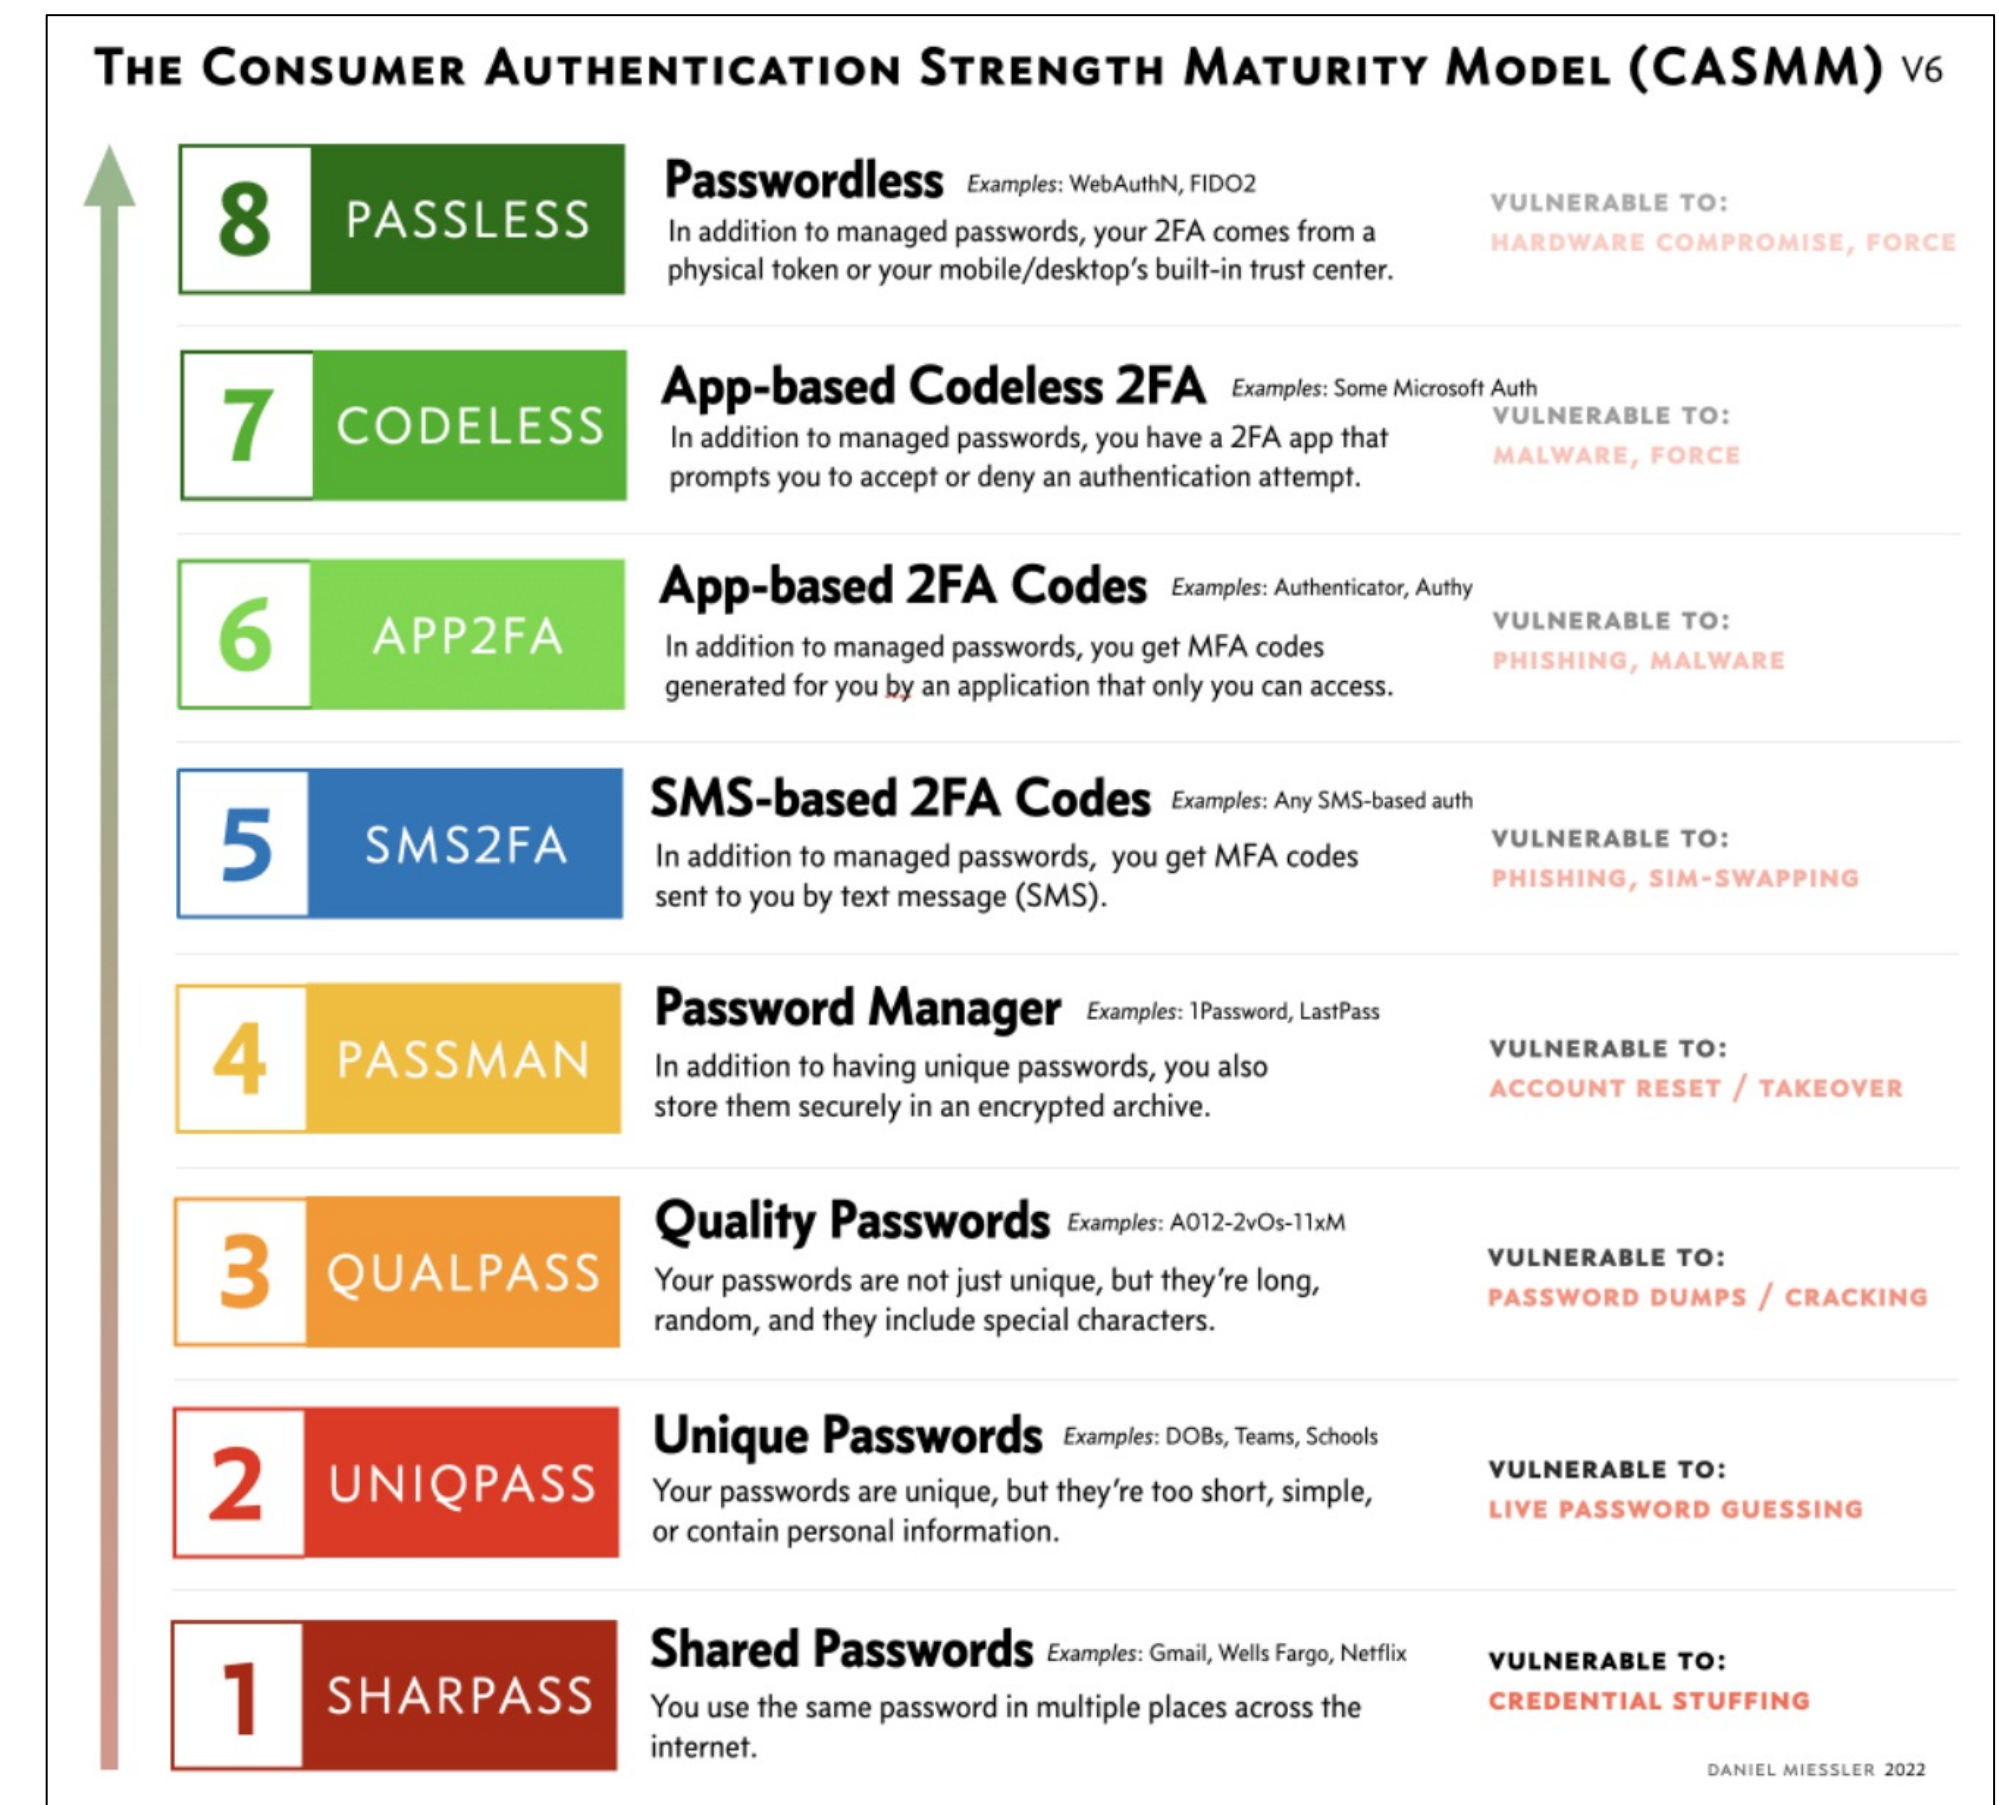 THE CONSUMER AUTHENTICATION STRENGTH MATURITY MODEL (CASMM) V6
8 PASSLESS
Passwordless Examples: WebAuthN, FIDO2
In addition to managed passwords, your 2FA comes from a
physical token or your mobile/desktop's built-in trust center.
VULNERABLE TO:
HARDWARE COMPROMISE, FORCE
7 CODELESS
App-based Codeless 2FA Examples: Some Microsoft Auth
In addition to managed passwords, you have a 2FA app that
prompts you to accept or deny an authentication attempt.
VULNERABLE TO:
MALWARE, FORCE
6 APP2FA
App-based 2FA Codes Examples: Authenticator, Authy
In addition to managed passwords, you get MFA codes
generated for you by an application that only you can access.
VULNERABLE TO:
PHISHING, MALWARE
5 SMS2FA
SMS-based 2FA Codes Examples: Any SMS-based auth
In addition to managed passwords, you get MFA codes
sent to you by text message (SMS).
VULNERABLE TO:
PHISHING, SIM-SWAPPING
4 PASSMAN
Password Manager Examples: 1Password, LastPass
In addition to having unique passwords, you also
store them securely in an encrypted archive.
VULNERABLE TO:
ACCOUNT RESET / TAKEOVER
3 QUALPASS
Quality Passwords Examples: A012-2vOs-11xM
Your passwords are not just unique, but they're long,
random, and they include special characters.
VULNERABLE TO:
PASSWORD DUMPS / CRACKING
2 UNIQPASS
Unique Passwords Examples: DOBs, Teams, Schools
Your passwords are unique, but they're too short, simple,
or contain personal information.
VULNERABLE TO:
LIVE PASSWORD GUESSING
1 SHARPASS
Shared Passwords Examples: Gmail, Wells Fargo, Netflix
You use the same password in multiple places across the
internet.
VULNERABLE TO:
CREDENTIAL STUFFING
DANIEL MIESSLER 2022